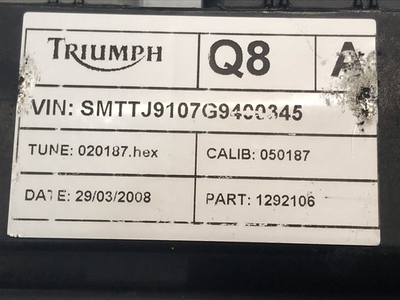 TRIUMPH Q8 A
VIN: SMTTJ9107G9400345
TUNE: 020187.hex CALIB: 050187
DATE: 29/03/2008 PART: 1292106